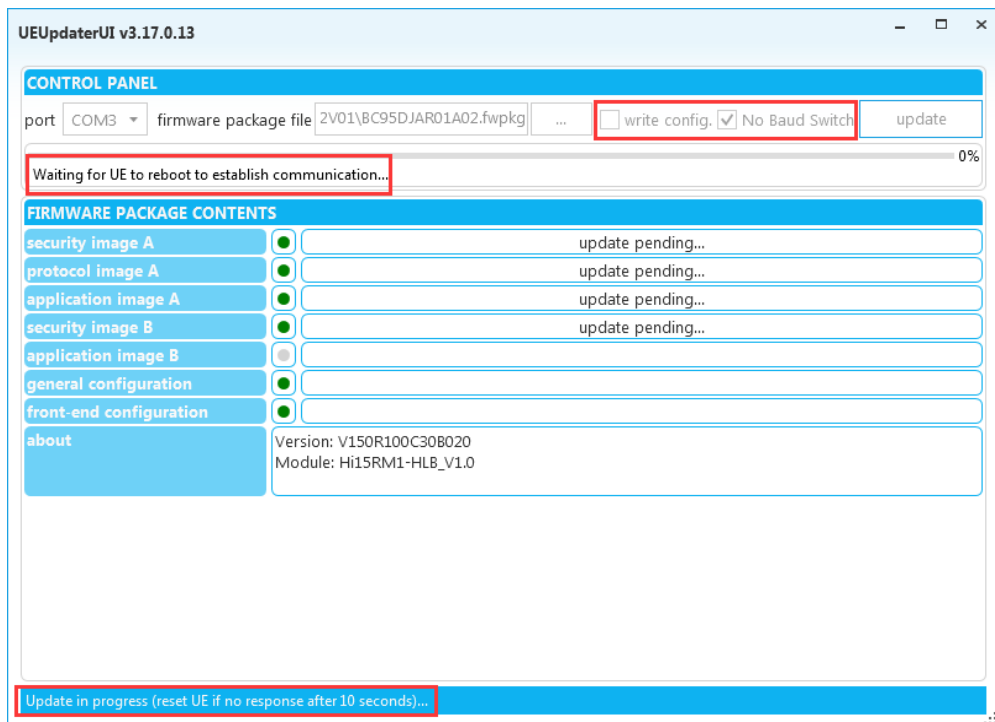 UEUpdaterUI v3.17.0.13
CONTROL PANEL
port COM3 firmware package file 2V01\BC95DJAR01A02.fwpkg ... write config. No Baud Switch update
0%
Waiting for UE to reboot to establish communication...
FIRMWARE PACKAGE CONTENTS
security image A update pending...
protocol image A update pending...
application image A update pending...
security image B update pending...
application image B
general configuration
front-end configuration
about Version: V150R100C30B020
Module: Hi15RM1-HLB_V1.0
Update in progress (reset UE if no response after 10 seconds)...